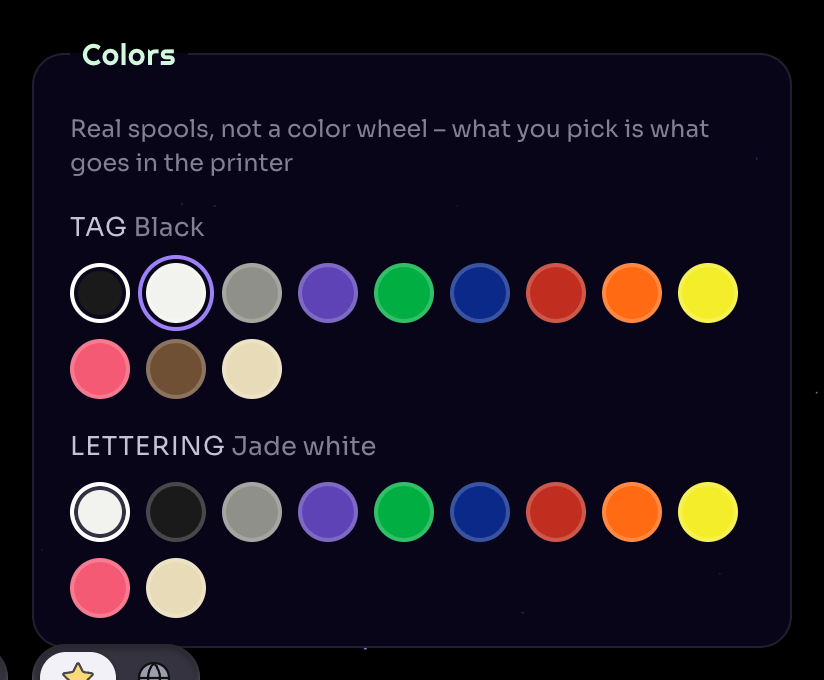 Colors
Real spools, not a color wheel – what you pick is what
goes in the printer
TAG Black
LETTERING Jade white